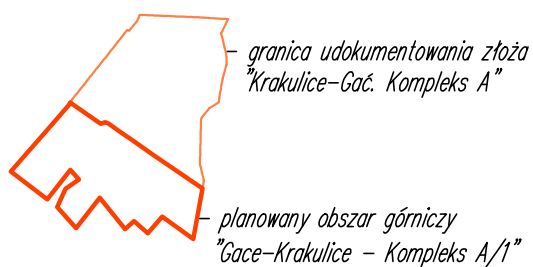 granica udokumentowania złoża
"Krakulice-Gać. Kompleks A"
planowany obszar górniczy
"Gace-Krakulice - Kompleks A/1"